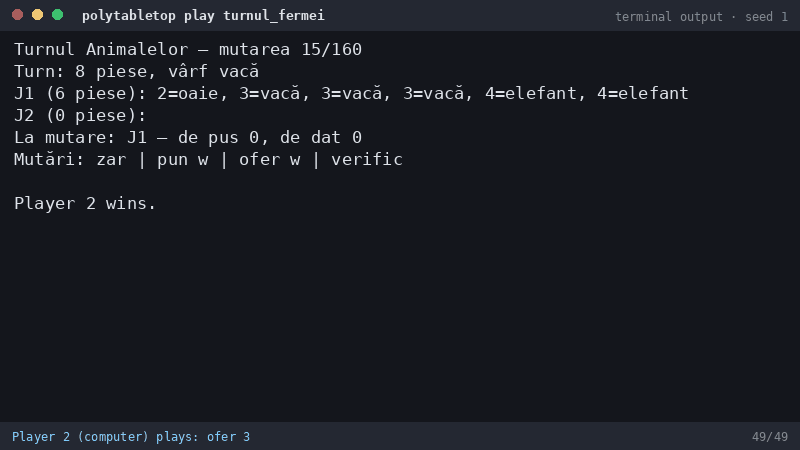 polytabletop play turnul_fermei
terminal output · seed 1
Turnul Animalelor — mutarea 15/160
Turn: 8 piese, vârf vacă
J1 (6 piese): 2=oaie, 3=vacă, 3=vacă, 3=vacă, 4=elefant, 4=elefant
J2 (0 piese):
La mutare: J1 — de pus 0, de dat 0
Mutări: zar | pun w | ofer w | verific
Player 2 wins.
Player 2 (computer) plays: ofer 3
49/49